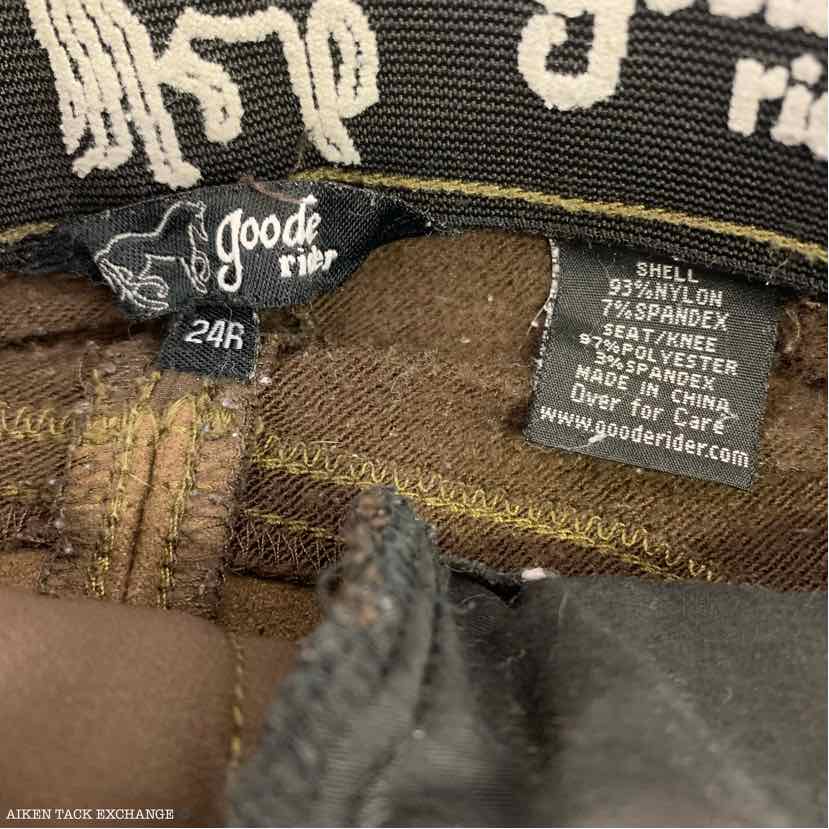 ri
goode
rider
24R
SHELL
93%NYLON
7%SPANDEX
SEAT/KNEE
97%POLYESTER
3%SPANDEX
MADE IN CHINA
Over for Care
www.gooderider.com
AIKEN TACK EXCHANGE